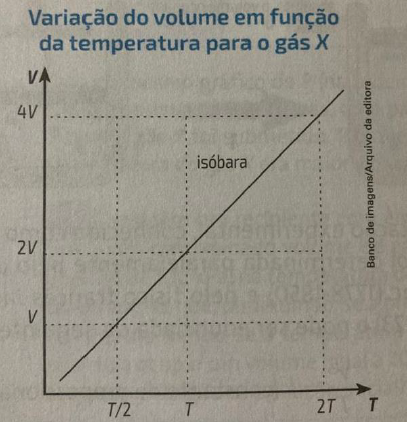 Variação do volume em função
da temperatura para o gás X
V
4V
isóbara
2V
V
T/2
T
2T
T
Banco de imagens/Arquivo da editora